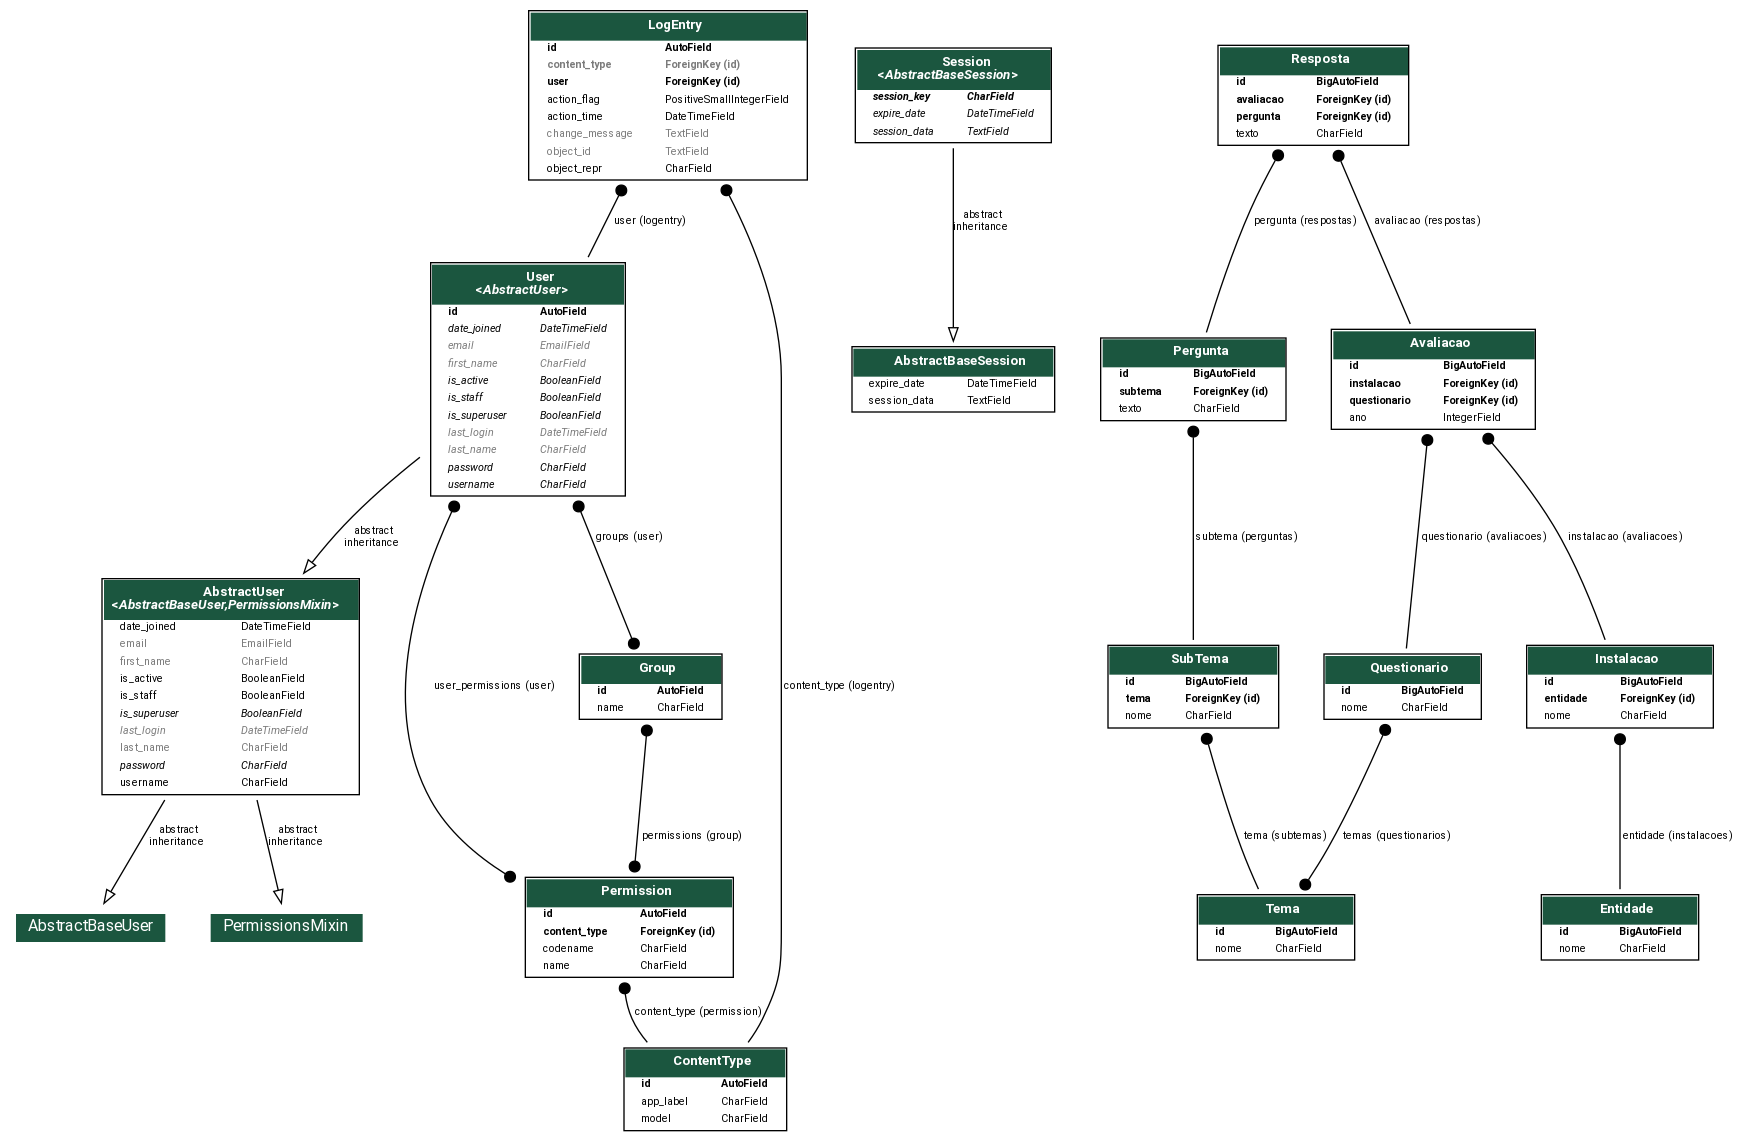 LogEntry
id AutoField
content_type ForeignKey (id)
user ForeignKey (id)
action_flag PositiveSmallIntegerField
action_time DateTimeField
change_message TextField
object_id TextField
object_repr CharField
Session
<AbstractBaseSession>
session_key CharField
expire_date DateTimeField
session_data TextField
Resposta
id BigAutoField
avaliacao ForeignKey (id)
pergunta ForeignKey (id)
texto CharField
user (logentry)
abstract
inheritance
pergunta (respostas)
avaliacao (respostas)
User
<AbstractUser>
id AutoField
date_joined DateTimeField
email EmailField
first_name CharField
is_active BooleanField
is_staff BooleanField
is_superuser BooleanField
last_login DateTimeField
last_name CharField
password CharField
username CharField
AbstractBaseSession
expire_date DateTimeField
session_data TextField
Pergunta
id BigAutoField
subtema ForeignKey (id)
texto CharField
Avaliacao
id BigAutoField
instalacao ForeignKey (id)
questionario ForeignKey (id)
ano IntegerField
abstract
inheritance
groups (user)
subtema (perguntas)
questionario (avaliacoes)
instalacao (avaliacoes)
AbstractUser
<AbstractBaseUser,PermissionsMixin>
date_joined DateTimeField
email EmailField
first_name CharField
is_active BooleanField
is_staff BooleanField
is_superuser BooleanField
last_login DateTimeField
last_name CharField
password CharField
username CharField
user_permissions (user)
Group
id AutoField
name CharField
content_type (logentry)
SubTema
id BigAutoField
tema ForeignKey (id)
nome CharField
Questionario
id BigAutoField
nome CharField
Instalacao
id BigAutoField
entidade ForeignKey (id)
nome CharField
abstract
inheritance
abstract
inheritance
permissions (group)
tema (subtemas)
temas (questionarios)
entidade (instalacoes)
AbstractBaseUser
PermissionsMixin
Permission
id AutoField
content_type ForeignKey (id)
codename CharField
name CharField
Tema
id BigAutoField
nome CharField
Entidade
id BigAutoField
nome CharField
content_type (permission)
ContentType
id AutoField
app_label CharField
model CharField